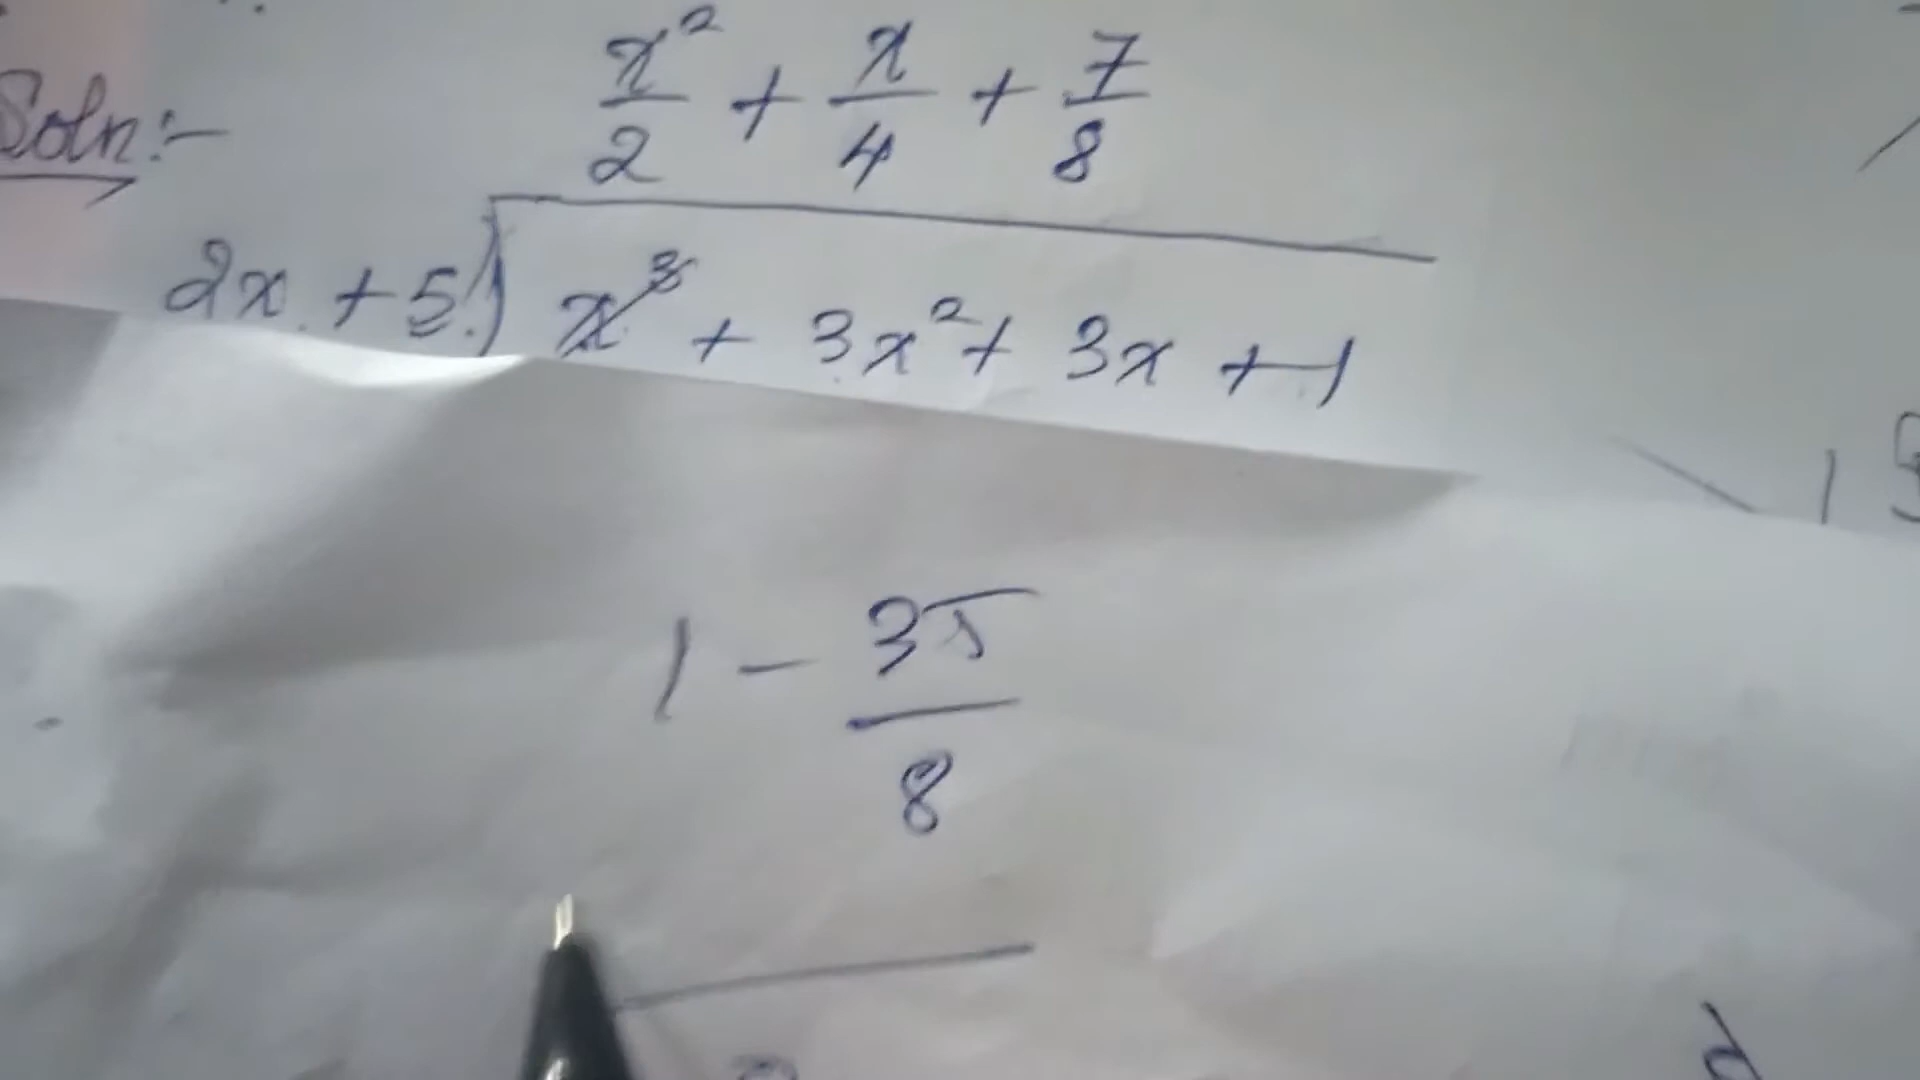 x²/2 + x/4 + 7/8
Soln:-
2x + 5) x³ + 3x² + 3x + 1
1 - 35/8